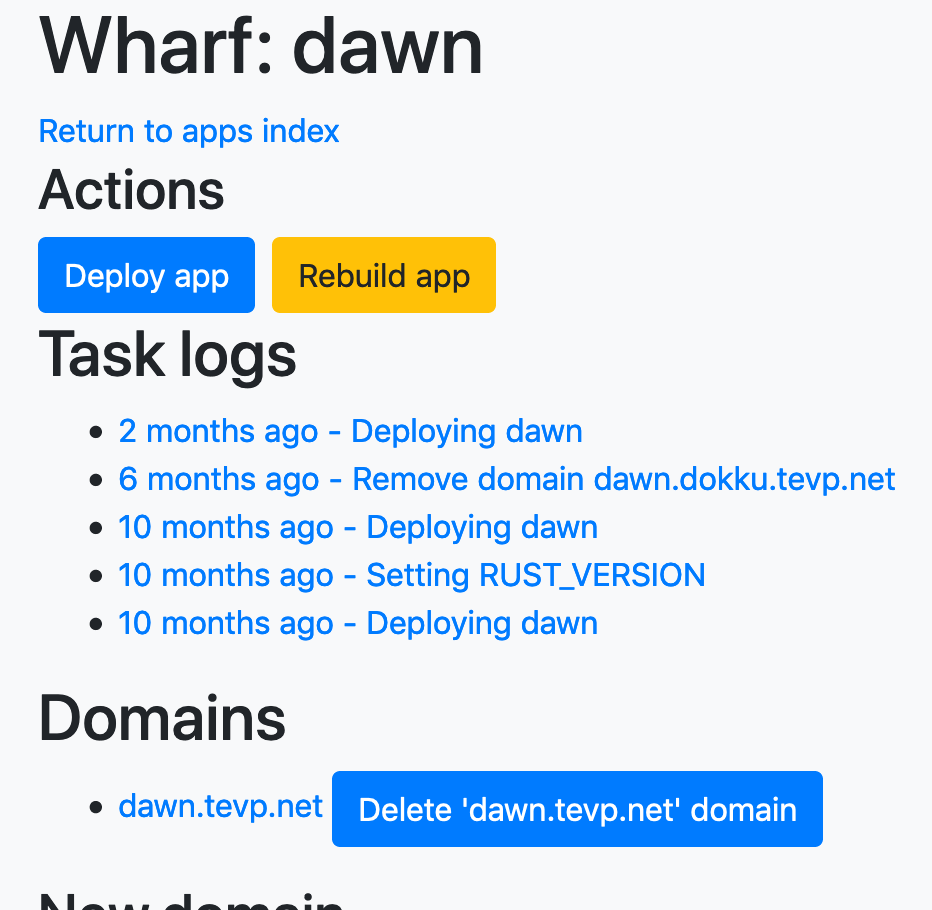 Wharf: dawn
Return to apps index
Actions
Deploy app Rebuild app
Task logs
2 months ago - Deploying dawn
6 months ago - Remove domain dawn.dokku.tevp.net
10 months ago - Deploying dawn
10 months ago - Setting RUST_VERSION
10 months ago - Deploying dawn
Domains
dawn.tevp.net Delete 'dawn.tevp.net' domain
New domain